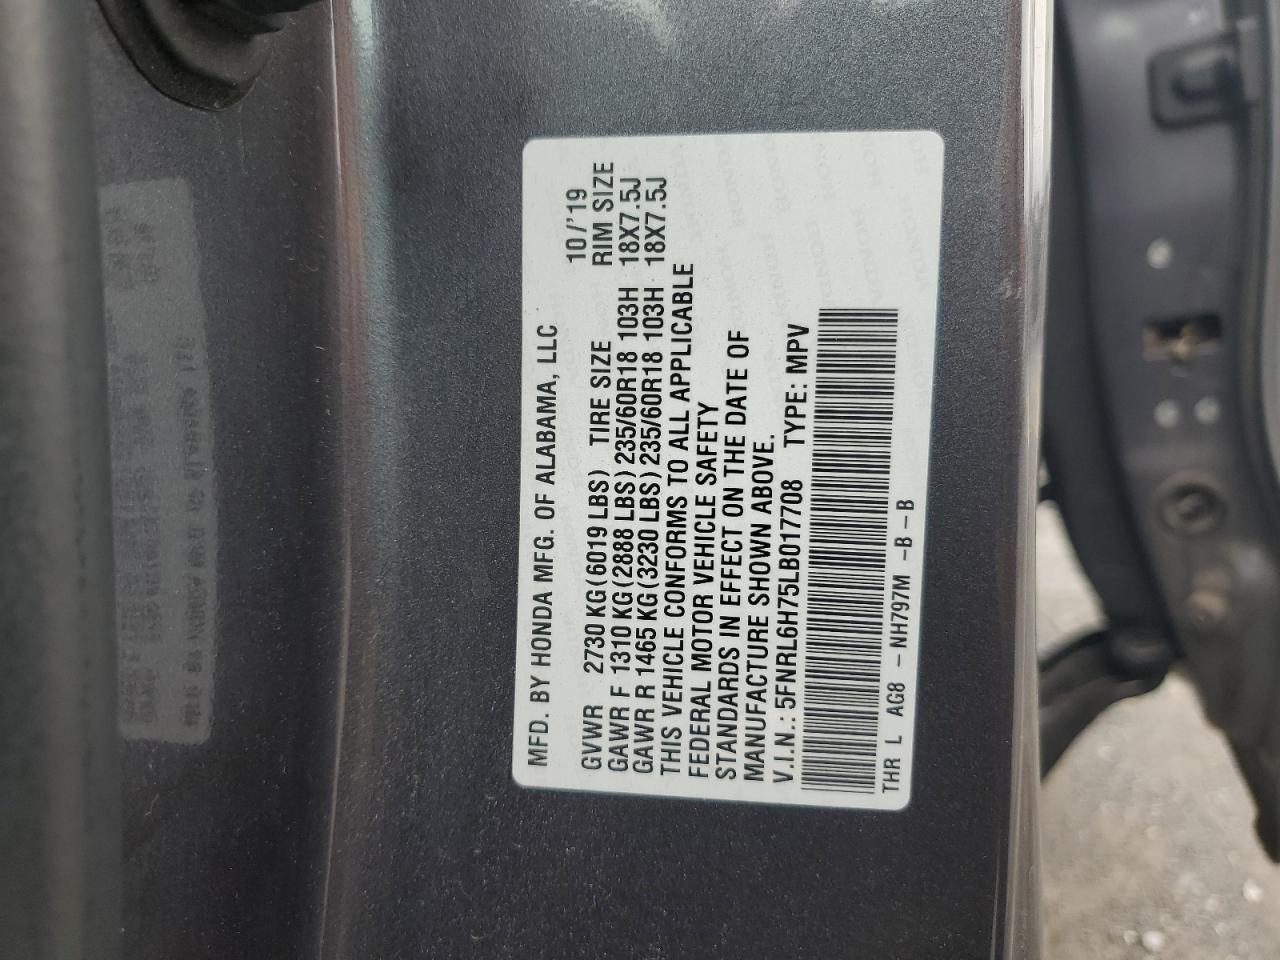 MFD. BY HONDA MFG. OF ALABAMA, LLC 10/'19
GVWR 2730 KG(6019 LBS) TIRE SIZE RIM SIZE
GAWR F 1310 KG(2888 LBS)235/60R18 103H 18X7.5J
GAWR R 1465 KG(3230 LBS)235/60R18 103H 18X7.5J
THIS VEHICLE CONFORMS TO ALL APPLICABLE
FEDERAL MOTOR VEHICLE SAFETY
STANDARDS IN EFFECT ON THE DATE OF
MANUFACTURE SHOWN ABOVE.
V.I.N.: 5FNRL6H75LB017708 TYPE: MPV
THR L AG8 - NH797M -B-B